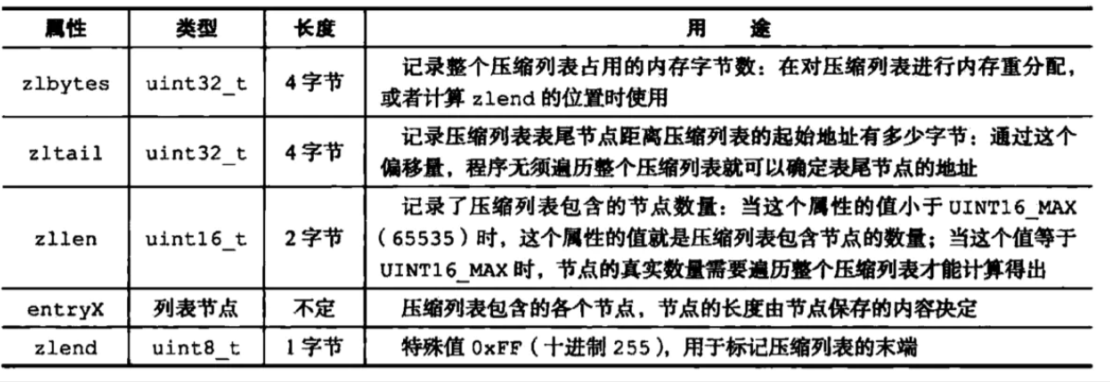 属性 类型 长度 用 途
zlbytes uint32_t 4 字节 记录整个压缩列表占用的内存字节数：在对压缩列表进行内存重分配，
或者计算 zlend 的位置时使用
zltail uint32_t 4 字节 记录压缩列表表尾节点距离压缩列表的起始地址有多少字节：通过这个
偏移量，程序无须遍历整个压缩列表就可以确定表尾节点的地址
zllen uint16_t 2 字节 记录了压缩列表包含的节点数量：当这个属性的值小于 UINT16_MAX
（65535）时，这个属性的值就是压缩列表包含节点的数量；当这个值等于
UINT16_MAX 时，节点的真实数量需要遍历整个压缩列表才能计算得出
entryX 列表节点 不定 压缩列表包含的各个节点，节点的长度由节点保存的内容决定
zlend uint8_t 1 字节 特殊值 0xFF（十进制 255），用于标记压缩列表的末端